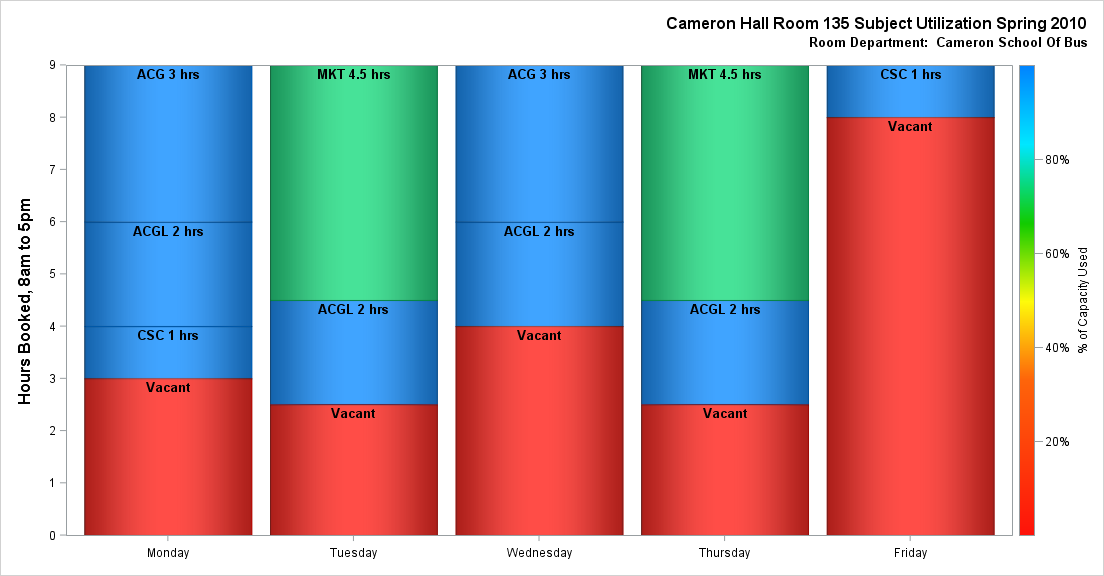 Cameron Hall Room 135 Subject Utilization Spring 2010
Room Department:  Cameron School Of Bus
Hours Booked, 8am to 5pm
9
8
7
6
5
4
3
2
1
0
ACG 3 hrs
ACGL 2 hrs
CSC 1 hrs
Vacant
MKT 4.5 hrs
ACGL 2 hrs
Vacant
ACG 3 hrs
ACGL 2 hrs
Vacant
MKT 4.5 hrs
ACGL 2 hrs
Vacant
CSC 1 hrs
Vacant
Monday
Tuesday
Wednesday
Thursday
Friday
80%
60%
40%
20%
% of Capacity Used